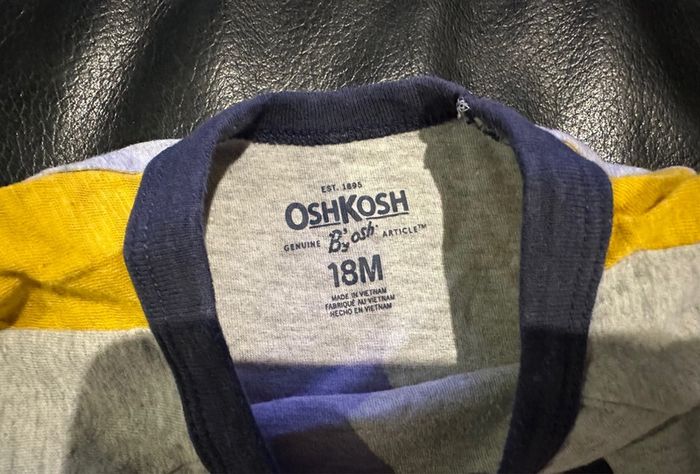 EST. 1895
OSHKOSH
GENUINE B'gosh ARTICLE™
18M
MADE IN VIETNAM
FABRIQUÉ AU VIETNAM
HECHO EN VIETNAM